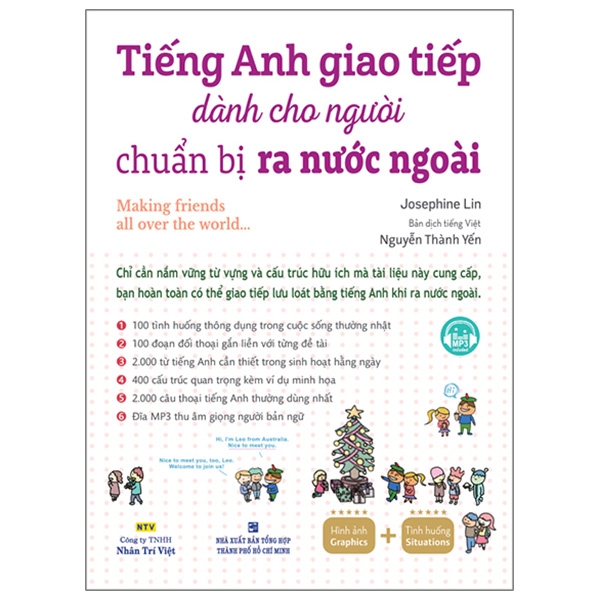 Tiếng Anh giao tiếp
dành cho người
chuẩn bị ra nước ngoài
Making friends
all over the world...
Josephine Lin
Bản dịch tiếng Việt
Nguyễn Thành Yến
Chỉ cần nắm vững từ vựng và cấu trúc hữu ích mà tài liệu này cung cấp,
bạn hoàn toàn có thể giao tiếp lưu loát bằng tiếng Anh khi ra nước ngoài.
1 100 tình huống thông dụng trong cuộc sống thường nhật
2 100 đoạn đối thoại gắn liền với từng đề tài
3 2.000 từ tiếng Anh cần thiết trong sinh hoạt hằng ngày
4 400 cấu trúc quan trọng kèm ví dụ minh họa
5 2.000 câu thoại tiếng Anh thường dùng nhất
6 Đĩa MP3 thu âm giọng người bản ngữ
MP3
included
Hi!
Hi, I'm Leo from Australia.
Nice to meet you.
Nice to meet you, too, Leo.
Welcome to join us!
NTV
Công ty TNHH
Nhân Trí Việt
NHÀ XUẤT BẢN TỔNG HỢP
THÀNH PHỐ HỒ CHÍ MINH
Hình ảnh
Graphics
+
Tình huống
Situations